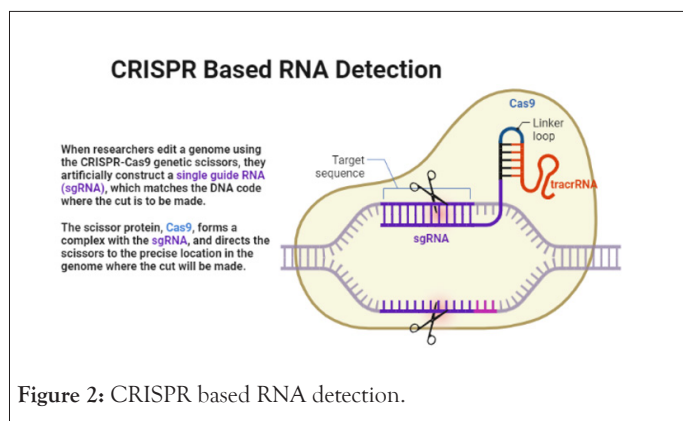 CRISPR Based RNA Detection
When researchers edit a genome using
the CRISPR-Cas9 genetic scissors, they
artificially construct a single guide RNA
(sgRNA), which matches the DNA code
where the cut is to be made.
The scissor protein, Cas9, forms a
complex with the sgRNA, and directs the
scissors to the precise location in the
genome where the cut will be made.
Cas9
Linker
loop
Target
sequence
tracrRNA
sgRNA
Figure 2: CRISPR based RNA detection.